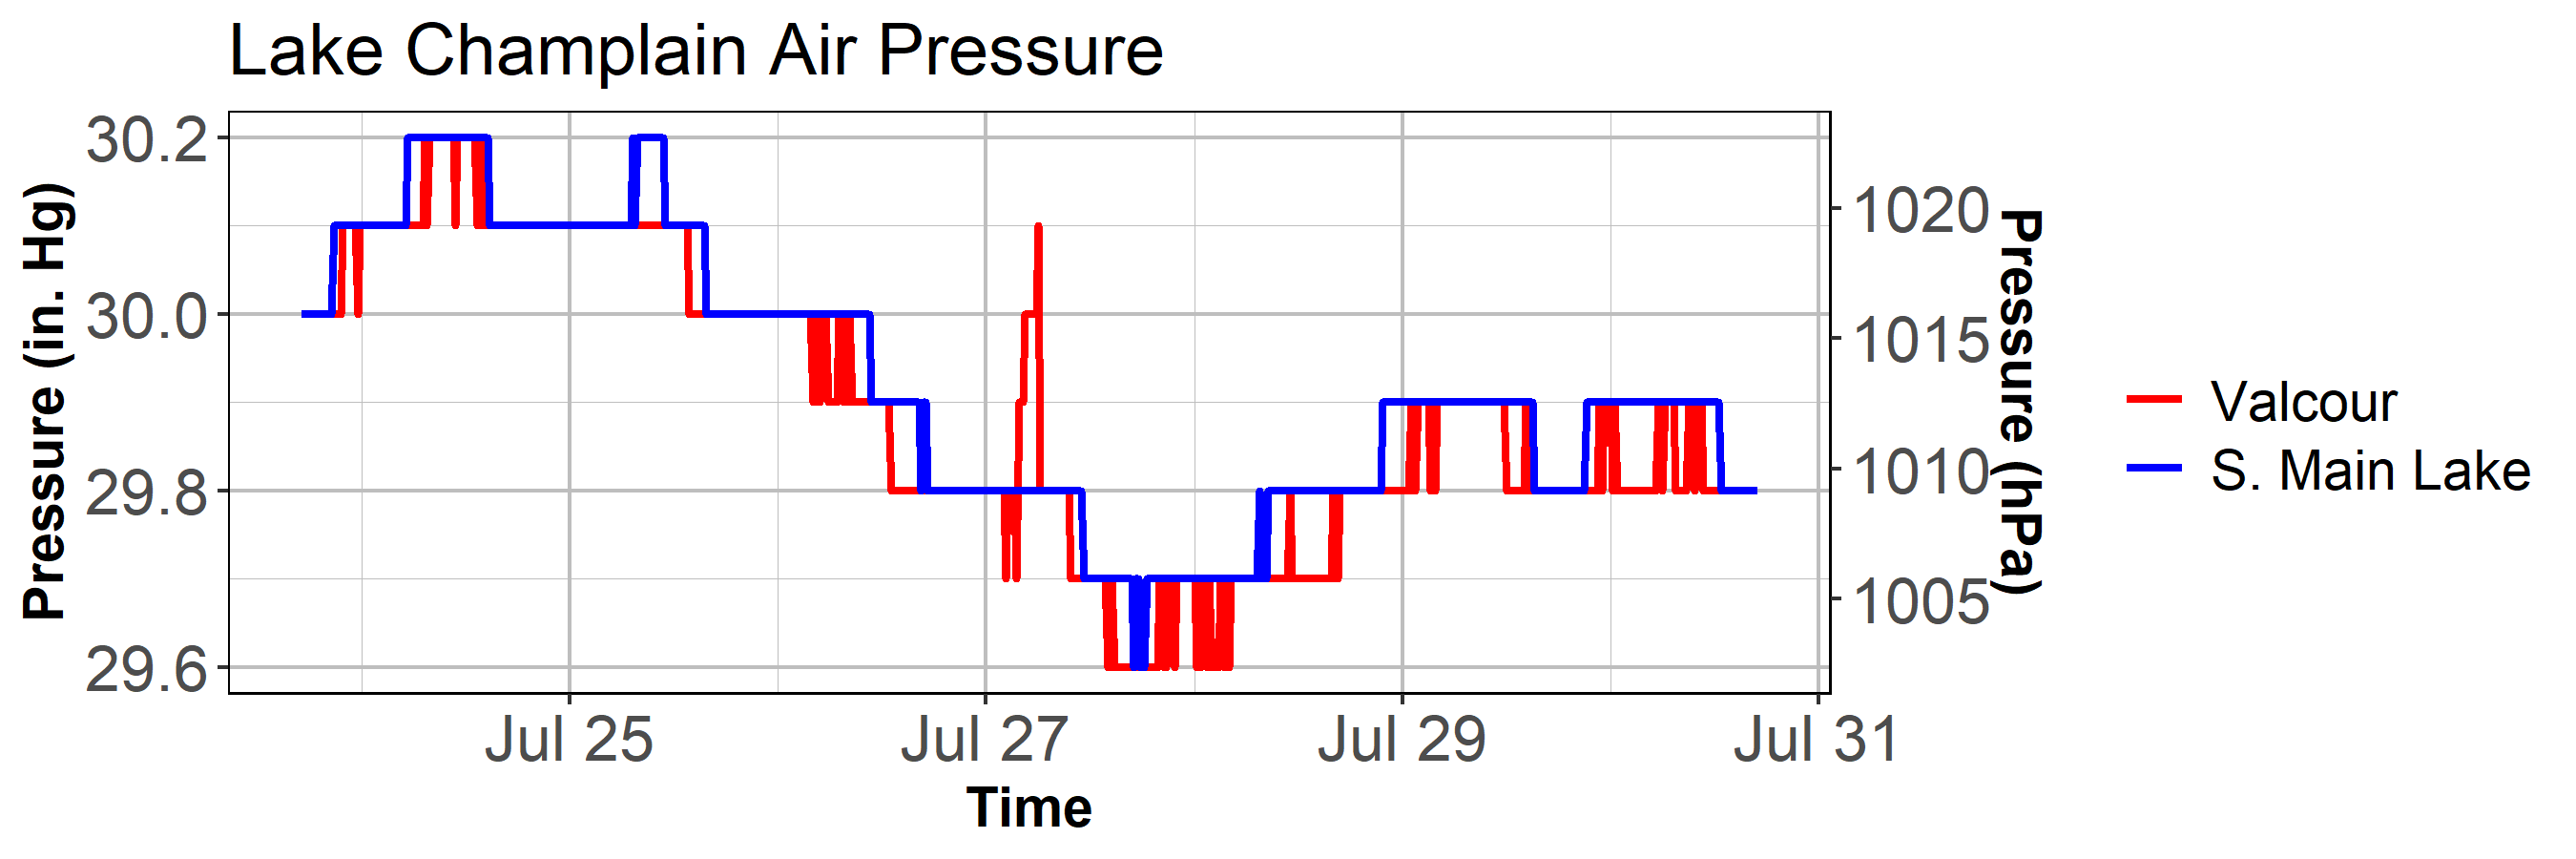 Lake Champlain Air Pressure
30.2
30.0
29.8
29.6
Pressure (in. Hg)
1020
1015
1010
1005
Pressure (hPa)
Jul 25
Jul 27
Jul 29
Jul 31
Time
Valcour
S. Main Lake